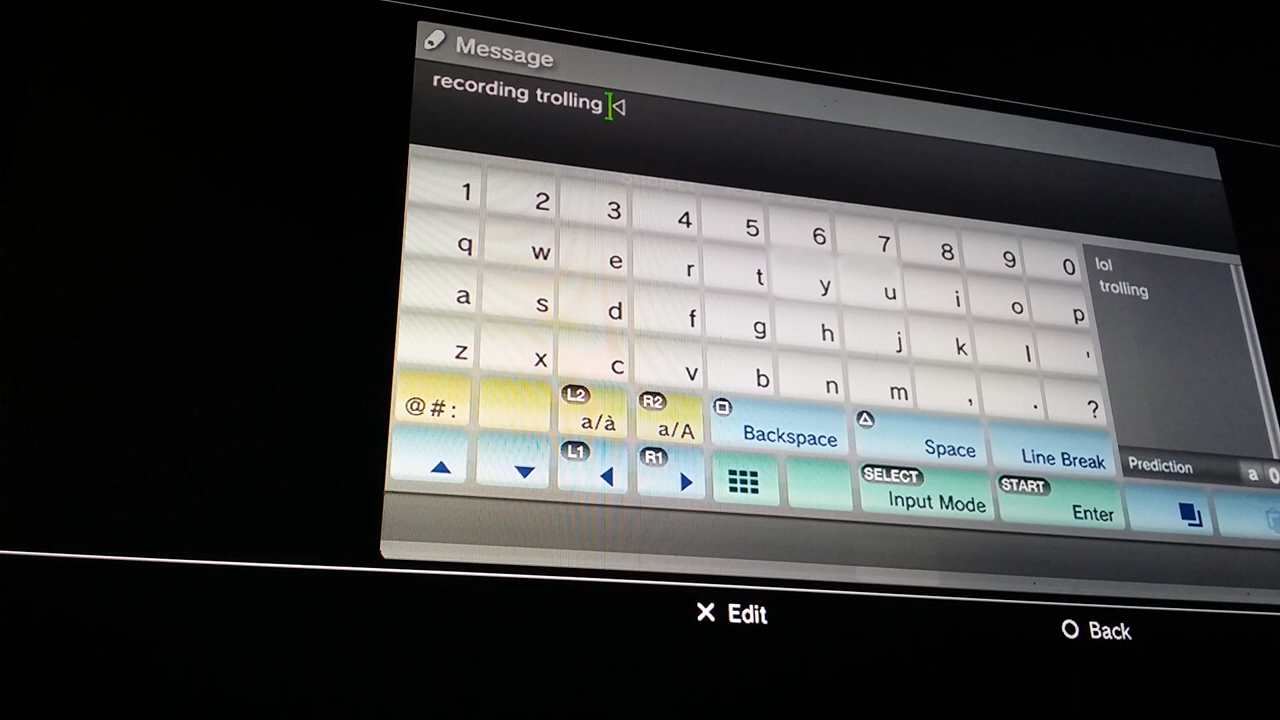 Message
recording trolling
1 2 3 4 5 6 7 8 9 0
q w e r t y u i o p
a s d f g h j k l '
z x c v b n m , . ?
@#: L2 a/à R2 a/A Backspace Space Line Break
L1 R1 SELECT Input Mode START Enter
lol
trolling
Prediction a 0
X Edit
O Back